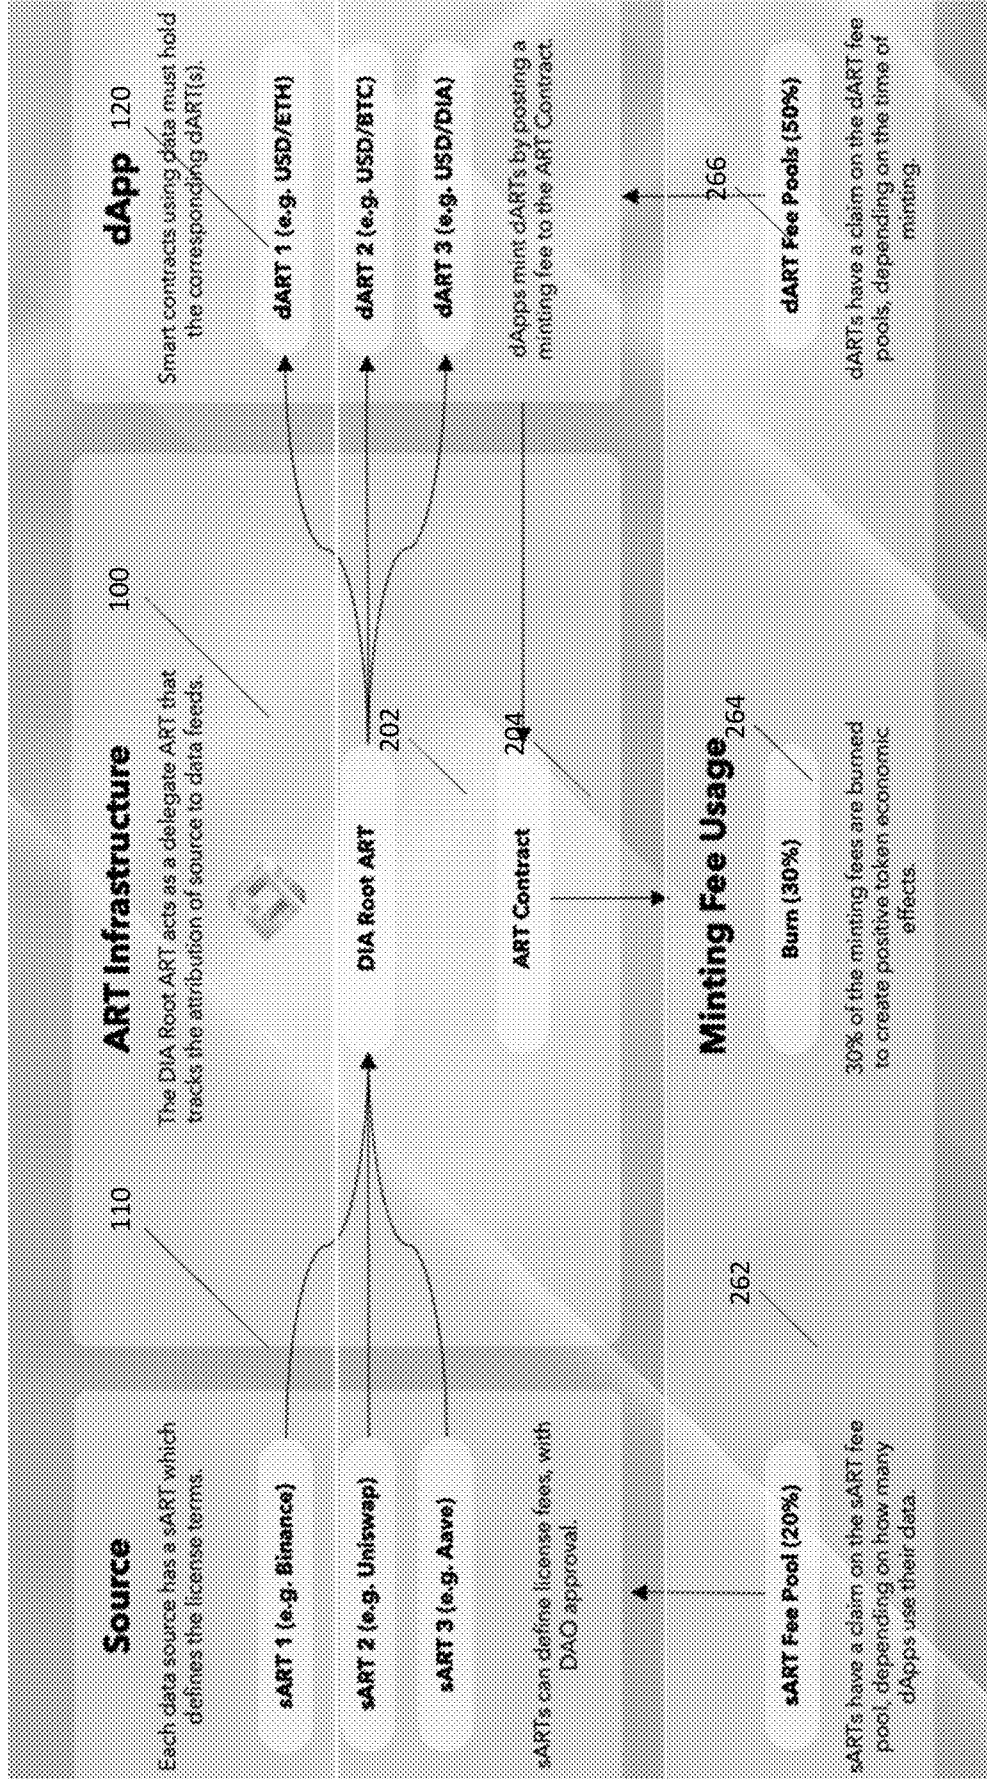 Source
110
Each data source has a sART which
defines the license terms.
sART 1 (e.g. Binance)
sART 2 (e.g. Uniswap)
sART 3 (e.g. Aave)
sARTs can define license fees, with
DAO approval.
ART Infrastructure
100
The DIA Root ART acts as a delegate ART that
tracks the attribution of source to data feeds.
DIA Root ART
202
ART Contract
204
dApp
120
Smart contracts using data must hold
the corresponding dART(s).
dART 1 (e.g. USD/ETH)
dART 2 (e.g. USD/BTC)
dART 3 (e.g. USD/DIA)
dApps mint dARTs by posting a
minting fee to the ART Contract.
Minting Fee Usage
262
sART Fee Pool (20%)
sARTs have a claim on the sART fee
pool, depending on how many
dApps use their data.
264
Burn (30%)
30% of the minting fees are burned
to create positive token economic
effects.
266
dART Fee Pools (50%)
dARTs have a claim on the dART fee
pools, depending on the time of
minting.